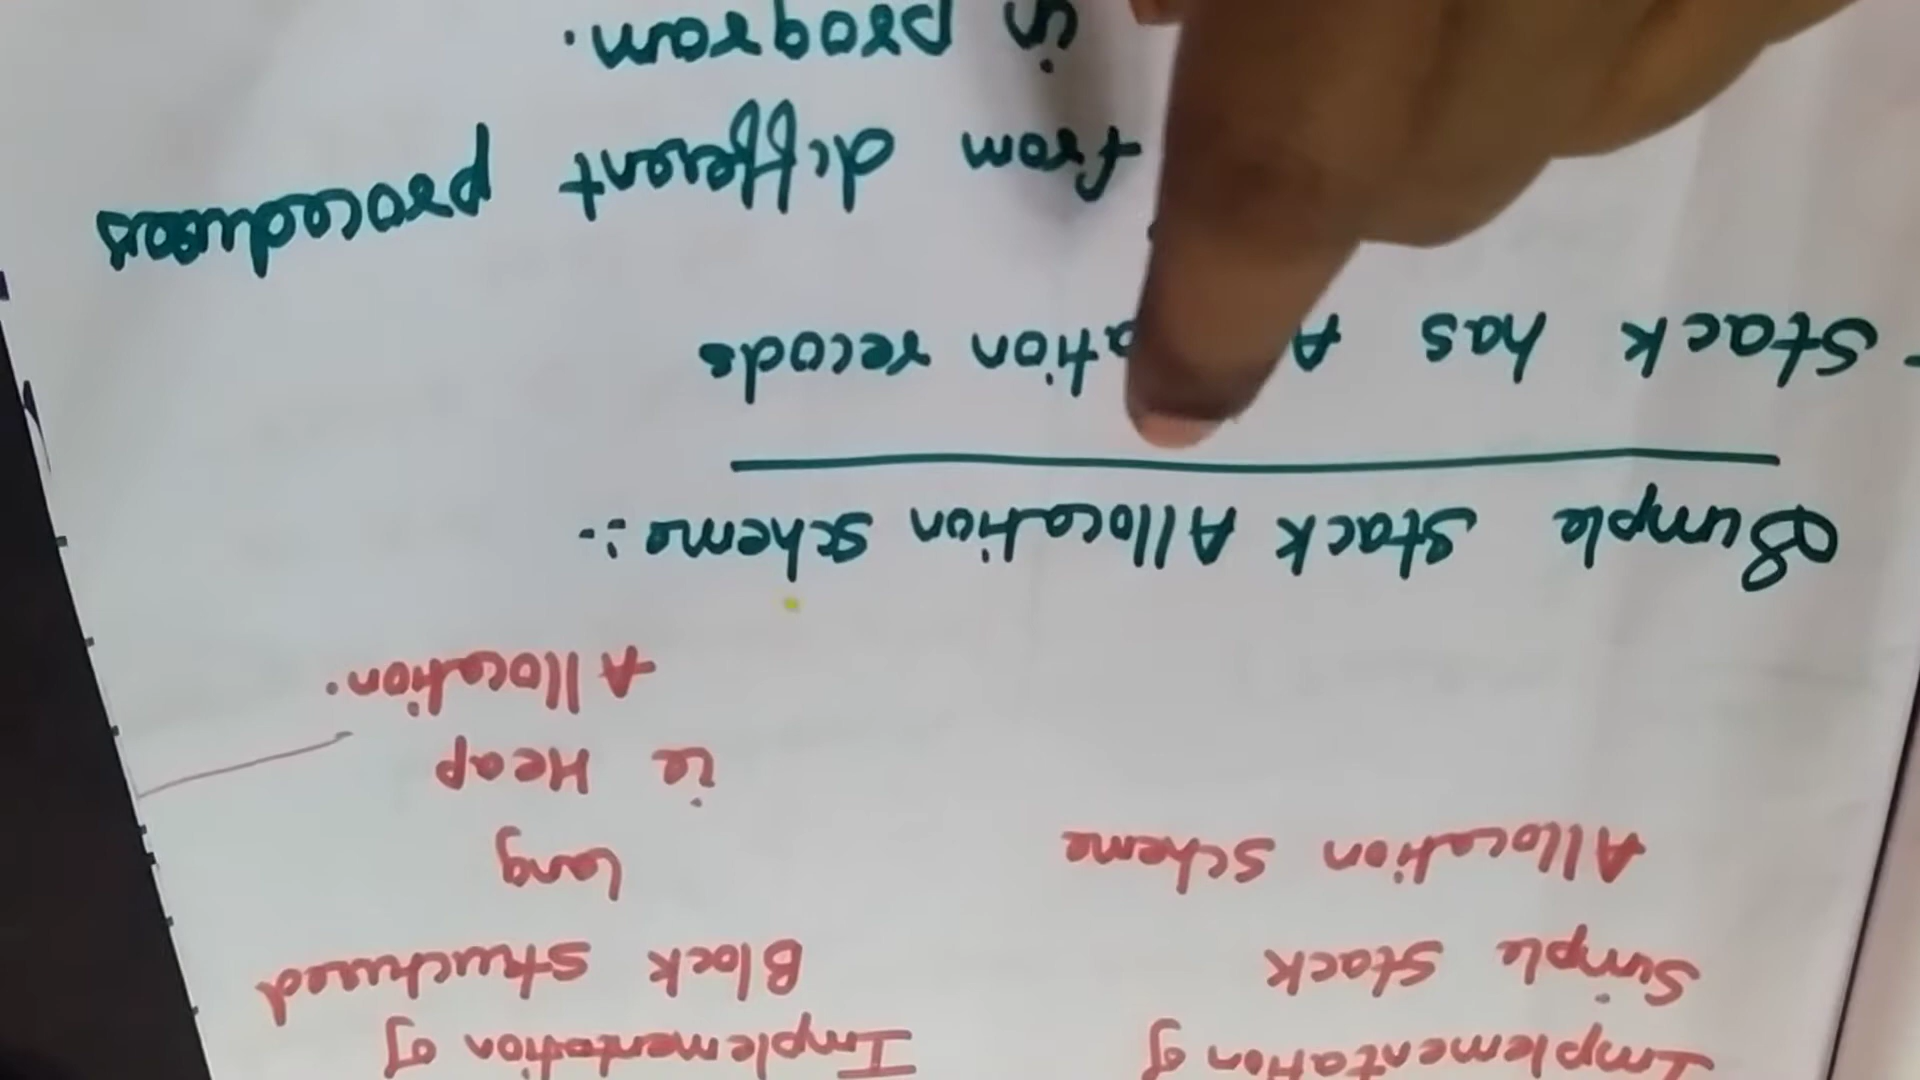 Implementation of
Simple Stack
Allocation Scheme
Implementation of
Block structured
Lang
ie Heap
Allocation.
Simple Stack Allocation Scheme :-
- Stack has A ation records
from different procedures
in program.